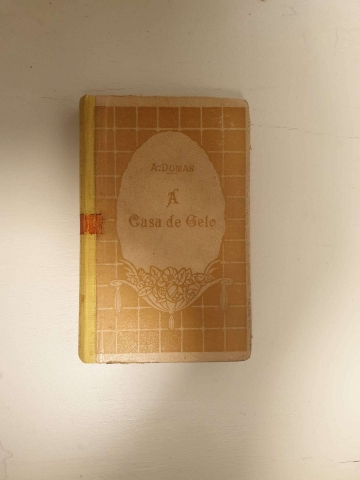 A. DUMAS
A
Casa de Gelo